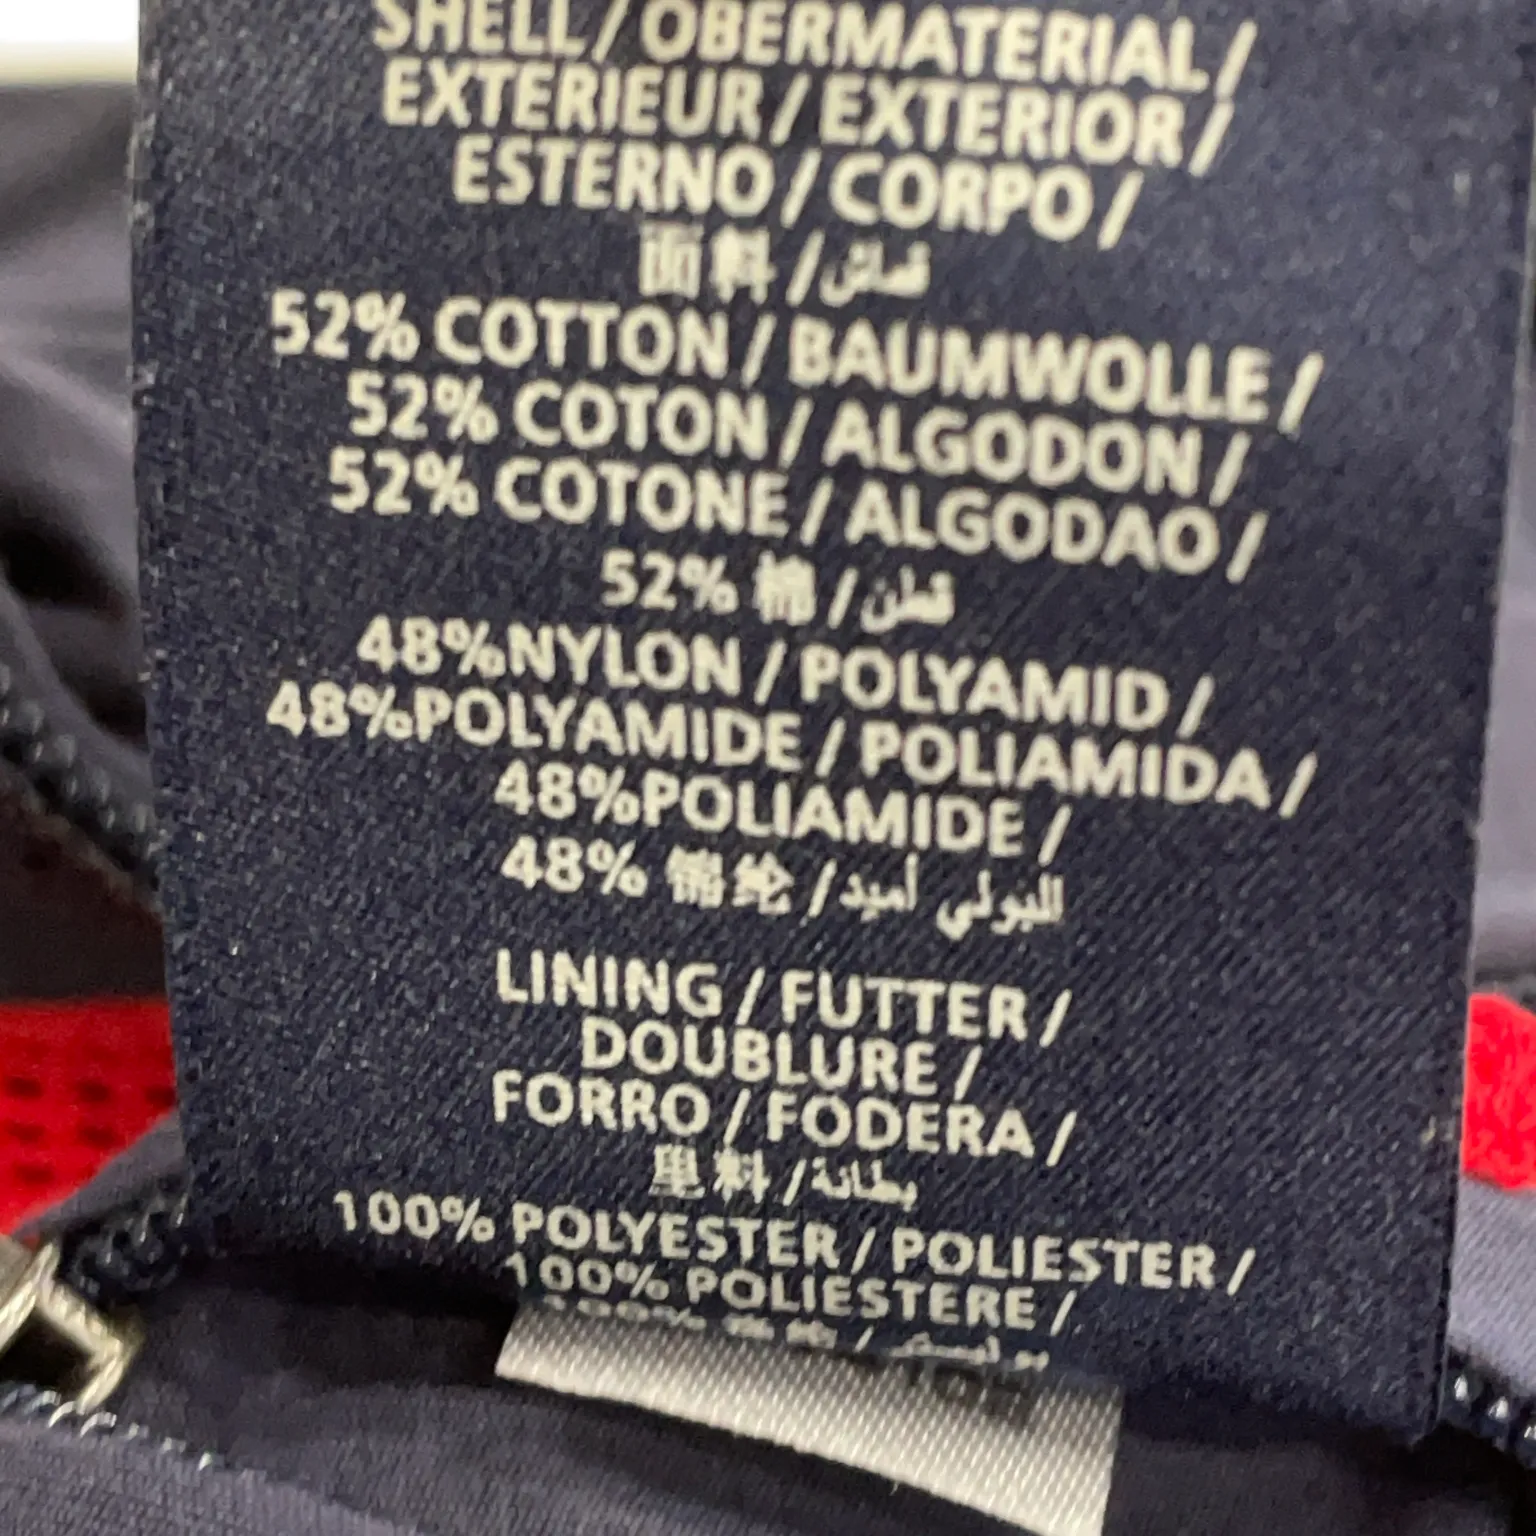 SHELL / OBERMATERIAL /
EXTERIEUR / EXTERIOR /
ESTERNO / CORPO /
面料 / قماش
52% COTTON / BAUMWOLLE /
52% COTON / ALGODON /
52% COTONE / ALGODAO /
52% 棉 / قطن
48%NYLON / POLYAMID /
48%POLYAMIDE / POLIAMIDA /
48%POLIAMIDE /
48% 锦纶 / البولي أميد
LINING / FUTTER /
DOUBLURE /
FORRO / FODERA /
里料 / بطانة
100% POLYESTER / POLIESTER /
100% POLIESTERE /
100%